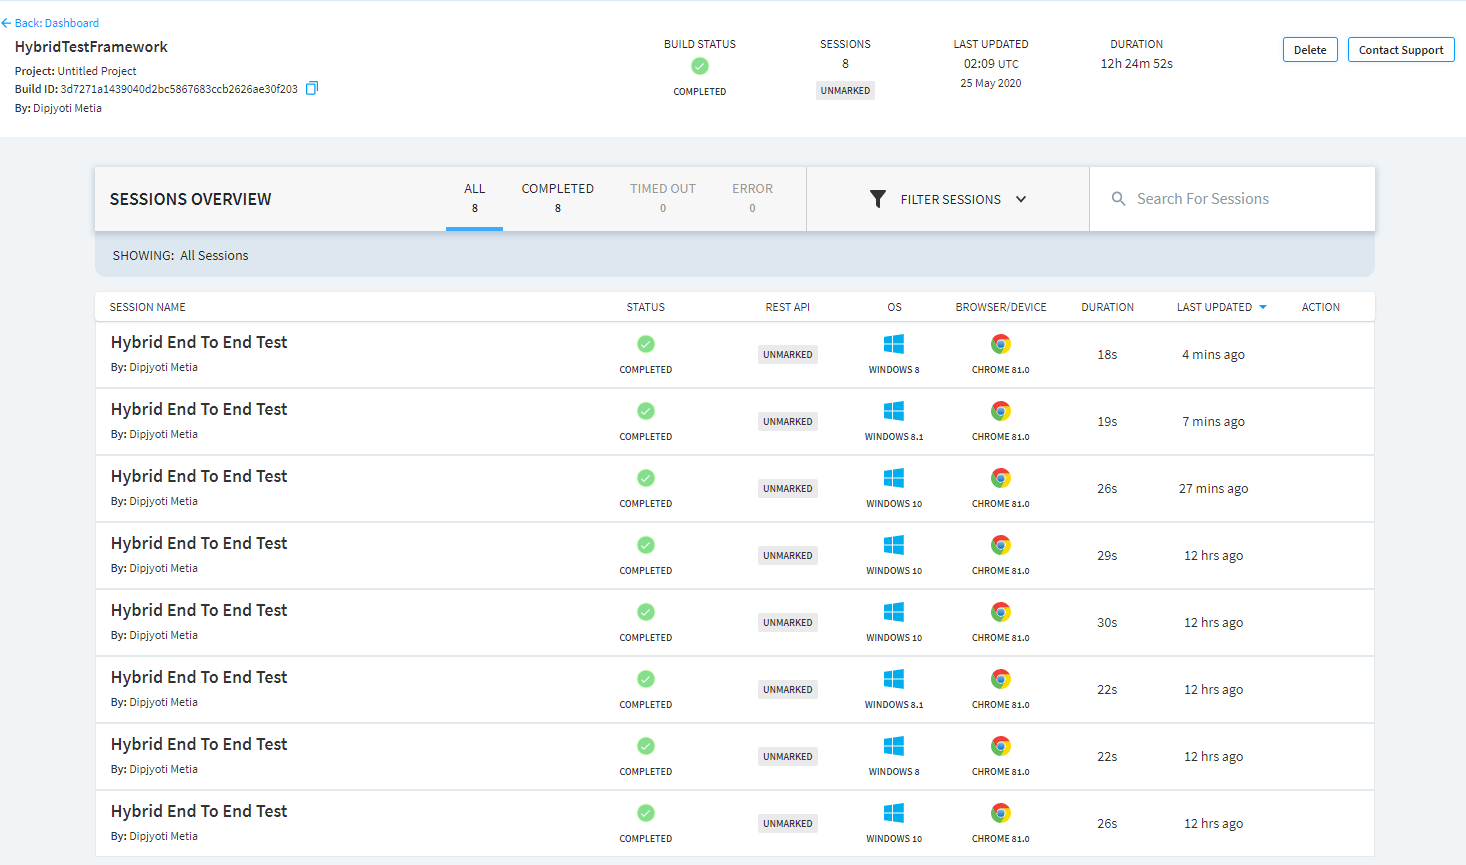 Back: Dashboard
HybridTestFramework
Project: Untitled Project
Build ID: 3d7271a1439040d2bc5867683ccb2626ae30f203
By: Dipjyoti Metia
BUILD STATUS
COMPLETED
SESSIONS
8
UNMARKED
LAST UPDATED
02:09 UTC
25 May 2020
DURATION
12h 24m 52s
Delete
Contact Support
SESSIONS OVERVIEW
ALL
8
COMPLETED
8
TIMED OUT
0
ERROR
0
FILTER SESSIONS
Search For Sessions
SHOWING: All Sessions
SESSION NAME STATUS REST API OS BROWSER/DEVICE DURATION LAST UPDATED ACTION
Hybrid End To End Test
By: Dipjyoti Metia
COMPLETED
UNMARKED
WINDOWS 8
CHROME 81.0
18s
4 mins ago
Hybrid End To End Test
By: Dipjyoti Metia
COMPLETED
UNMARKED
WINDOWS 8.1
CHROME 81.0
19s
7 mins ago
Hybrid End To End Test
By: Dipjyoti Metia
COMPLETED
UNMARKED
WINDOWS 10
CHROME 81.0
26s
27 mins ago
Hybrid End To End Test
By: Dipjyoti Metia
COMPLETED
UNMARKED
WINDOWS 10
CHROME 81.0
29s
12 hrs ago
Hybrid End To End Test
By: Dipjyoti Metia
COMPLETED
UNMARKED
WINDOWS 10
CHROME 81.0
30s
12 hrs ago
Hybrid End To End Test
By: Dipjyoti Metia
COMPLETED
UNMARKED
WINDOWS 8.1
CHROME 81.0
22s
12 hrs ago
Hybrid End To End Test
By: Dipjyoti Metia
COMPLETED
UNMARKED
WINDOWS 8
CHROME 81.0
22s
12 hrs ago
Hybrid End To End Test
By: Dipjyoti Metia
COMPLETED
UNMARKED
WINDOWS 10
CHROME 81.0
26s
12 hrs ago